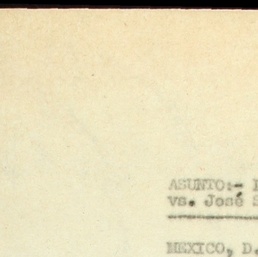 ASUNTO:-
vs. José
MEXICO, D.